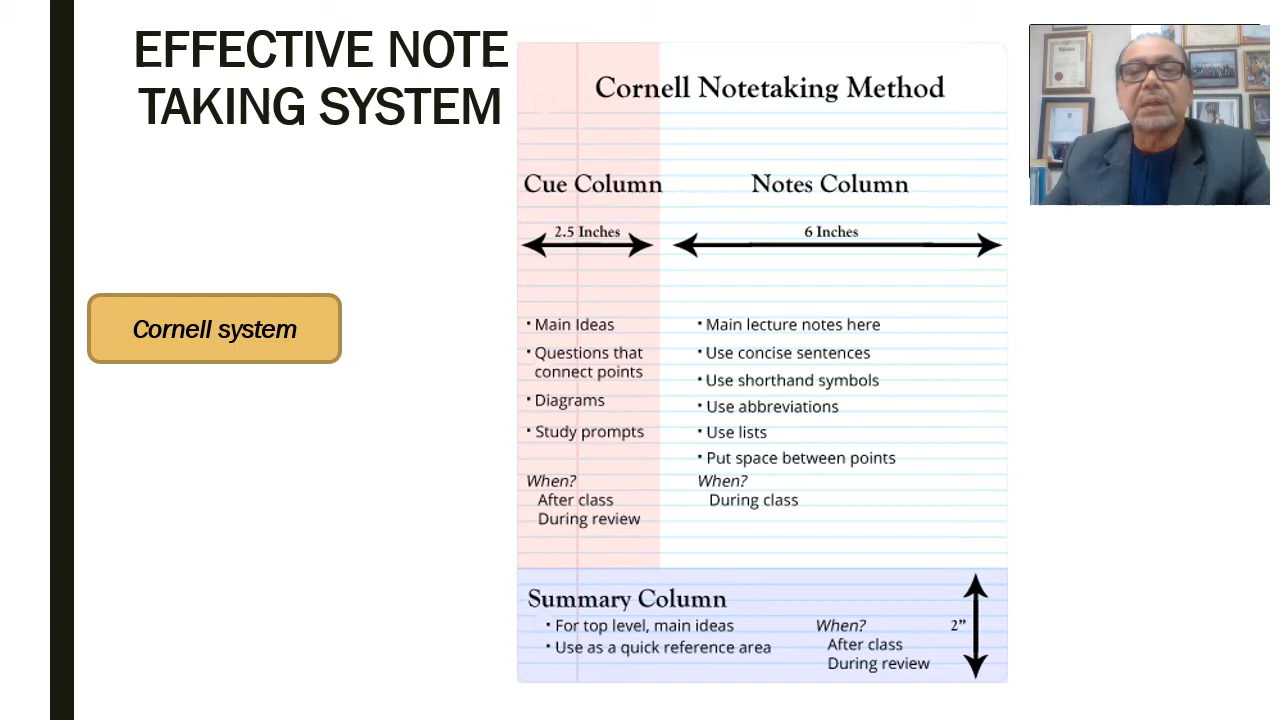 EFFECTIVE NOTE
TAKING SYSTEM
Cornell system
Cornell Notetaking Method
Cue Column
2.5 Inches
• Main Ideas
• Questions that
connect points
• Diagrams
• Study prompts
When?
After class
During review
Notes Column
6 Inches
• Main lecture notes here
• Use concise sentences
• Use shorthand symbols
• Use abbreviations
• Use lists
• Put space between points
When?
During class
Summary Column
• For top level, main ideas
• Use as a quick reference area
When?
After class
During review
2”